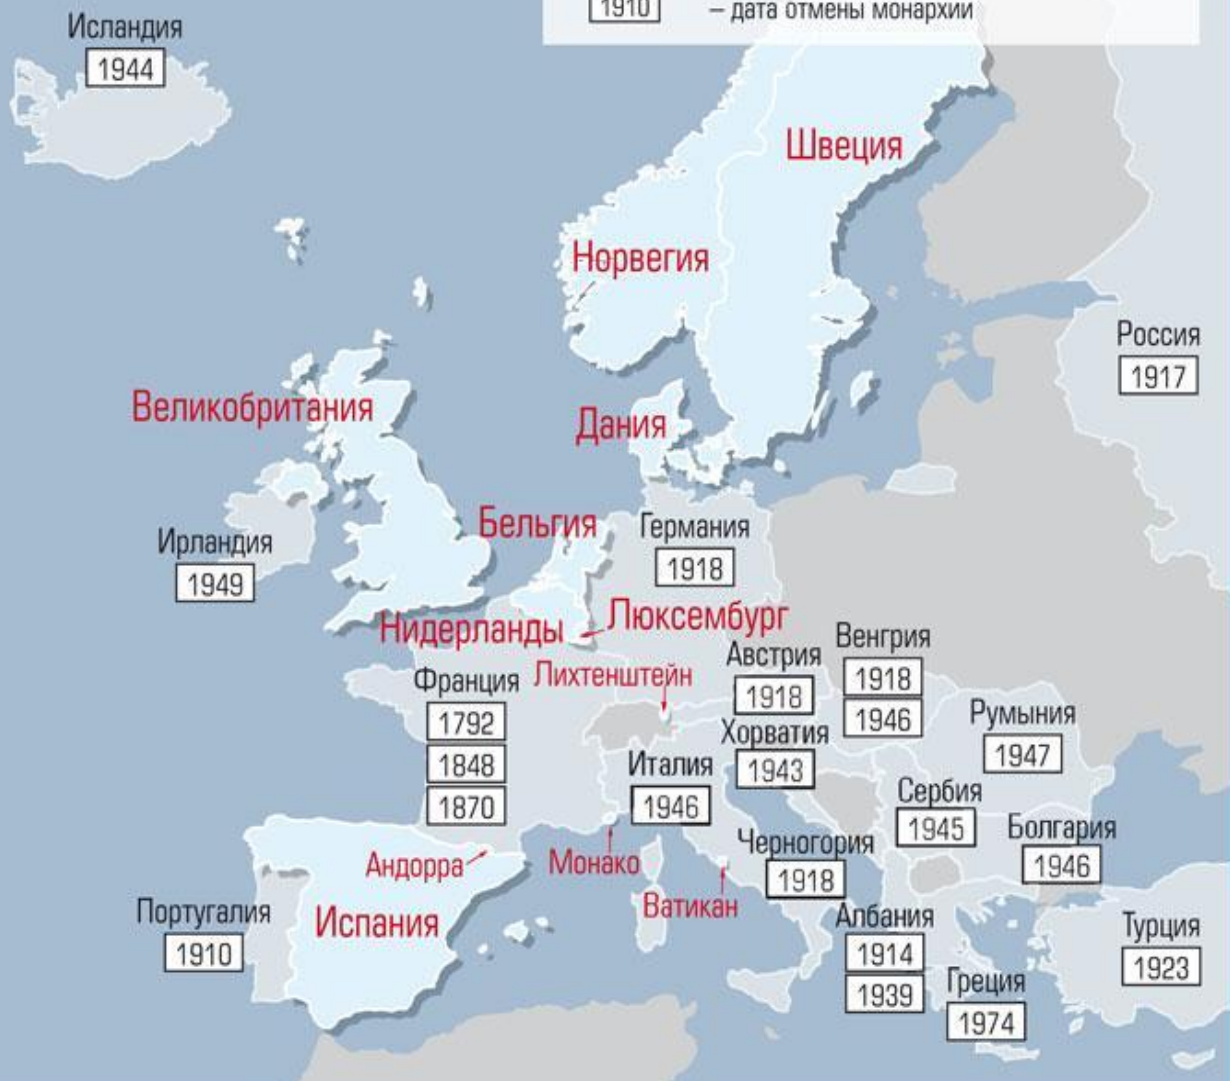 1910 – дата отмены монархии
Исландия
1944
Швеция
Норвегия
Россия
1917
Великобритания
Дания
Бельгия
Германия
1918
Ирландия
1949
Нидерланды
Люксембург
Лихтенштейн
Австрия
1918
Венгрия
1918
1946
Франция
1792
1848
1870
Хорватия
1943
Румыния
1947
Италия
1946
Сербия
1945
Болгария
1946
Андорра
Монако
Черногория
1918
Ватикан
Португалия
1910
Испания
Албания
1914
1939
Турция
1923
Греция
1974